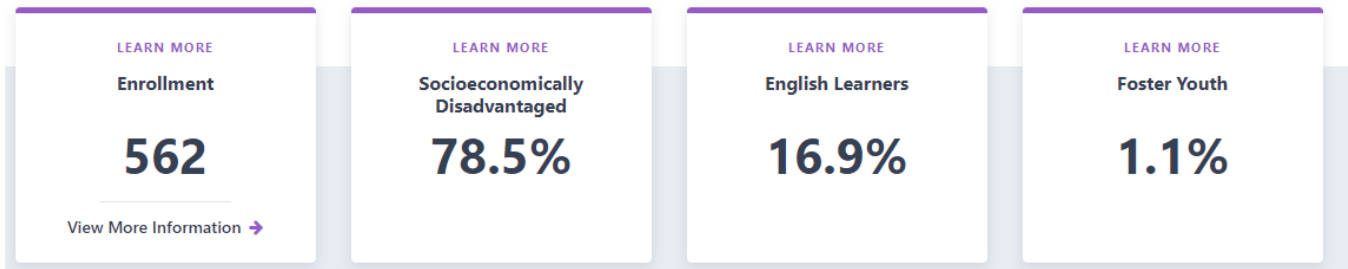 LEARN MORE
Enrollment
562
View More Information
LEARN MORE
Socioeconomically
Disadvantaged
78.5%
LEARN MORE
English Learners
16.9%
LEARN MORE
Foster Youth
1.1%